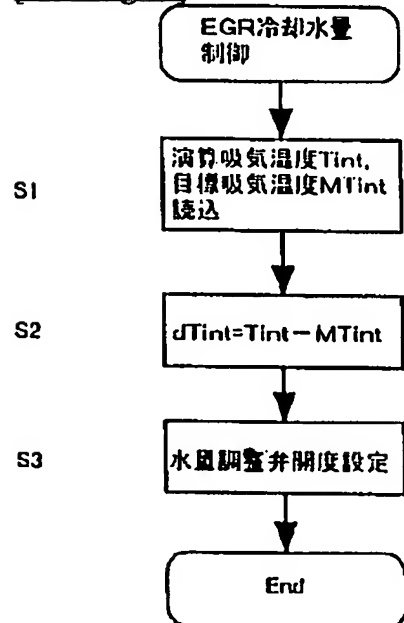 EGR冷却水量
制御
演算吸気温度Tint,
目標吸気温度MTint
読込
S1
dTint=Tint-MTint
S2
水量調整弁開度設定
S3
End